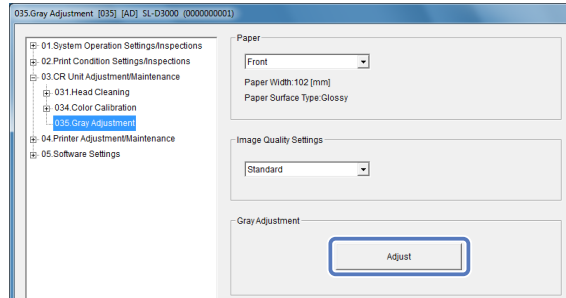 035.Gray Adjustment [035] [AD] SL-D3000 (0000000001)
01.System Operation Settings/Inspections
02.Print Condition Settings/Inspections
03.CR Unit Adjustment/Maintenance
031.Head Cleaning
034.Color Calibration
035.Gray Adjustment
04.Printer Adjustment/Maintenance
05.Software Settings
Paper
Front
Paper Width:102 [mm]
Paper Surface Type:Glossy
Image Quality Settings
Standard
Gray Adjustment
Adjust